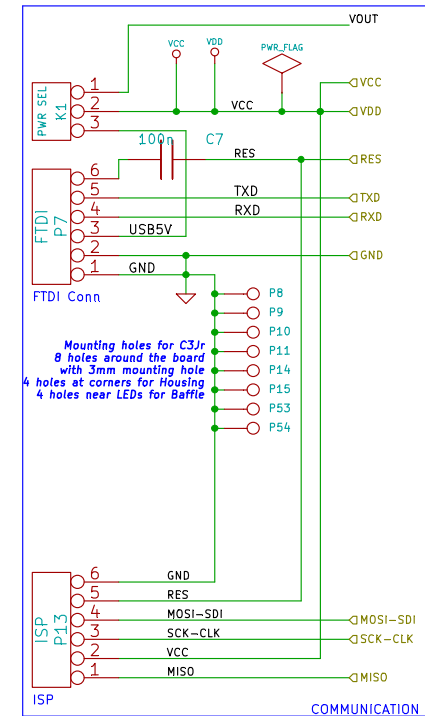 VOUT
VCC
VDD
PWR_FLAG
PWR SEL
K1
1
2
3
VCC
VCC
VDD
100n
C7
RES
RES
FTDI
P7
6
5
4
3
2
1
TXD
TXD
RXD
RXD
USB5V
GND
GND
FTDI Conn
P8
P9
P10
P11
P14
P15
P53
P54
Mounting holes for C3Jr
8 holes around the board
with 3mm mounting hole
4 holes at corners for Housing
4 holes near LEDs for Baffle
ISP
P13
6
5
4
3
2
1
GND
RES
MOSI-SDI
MOSI-SDI
SCK-CLK
SCK-CLK
VCC
MISO
MISO
ISP
COMMUNICATION